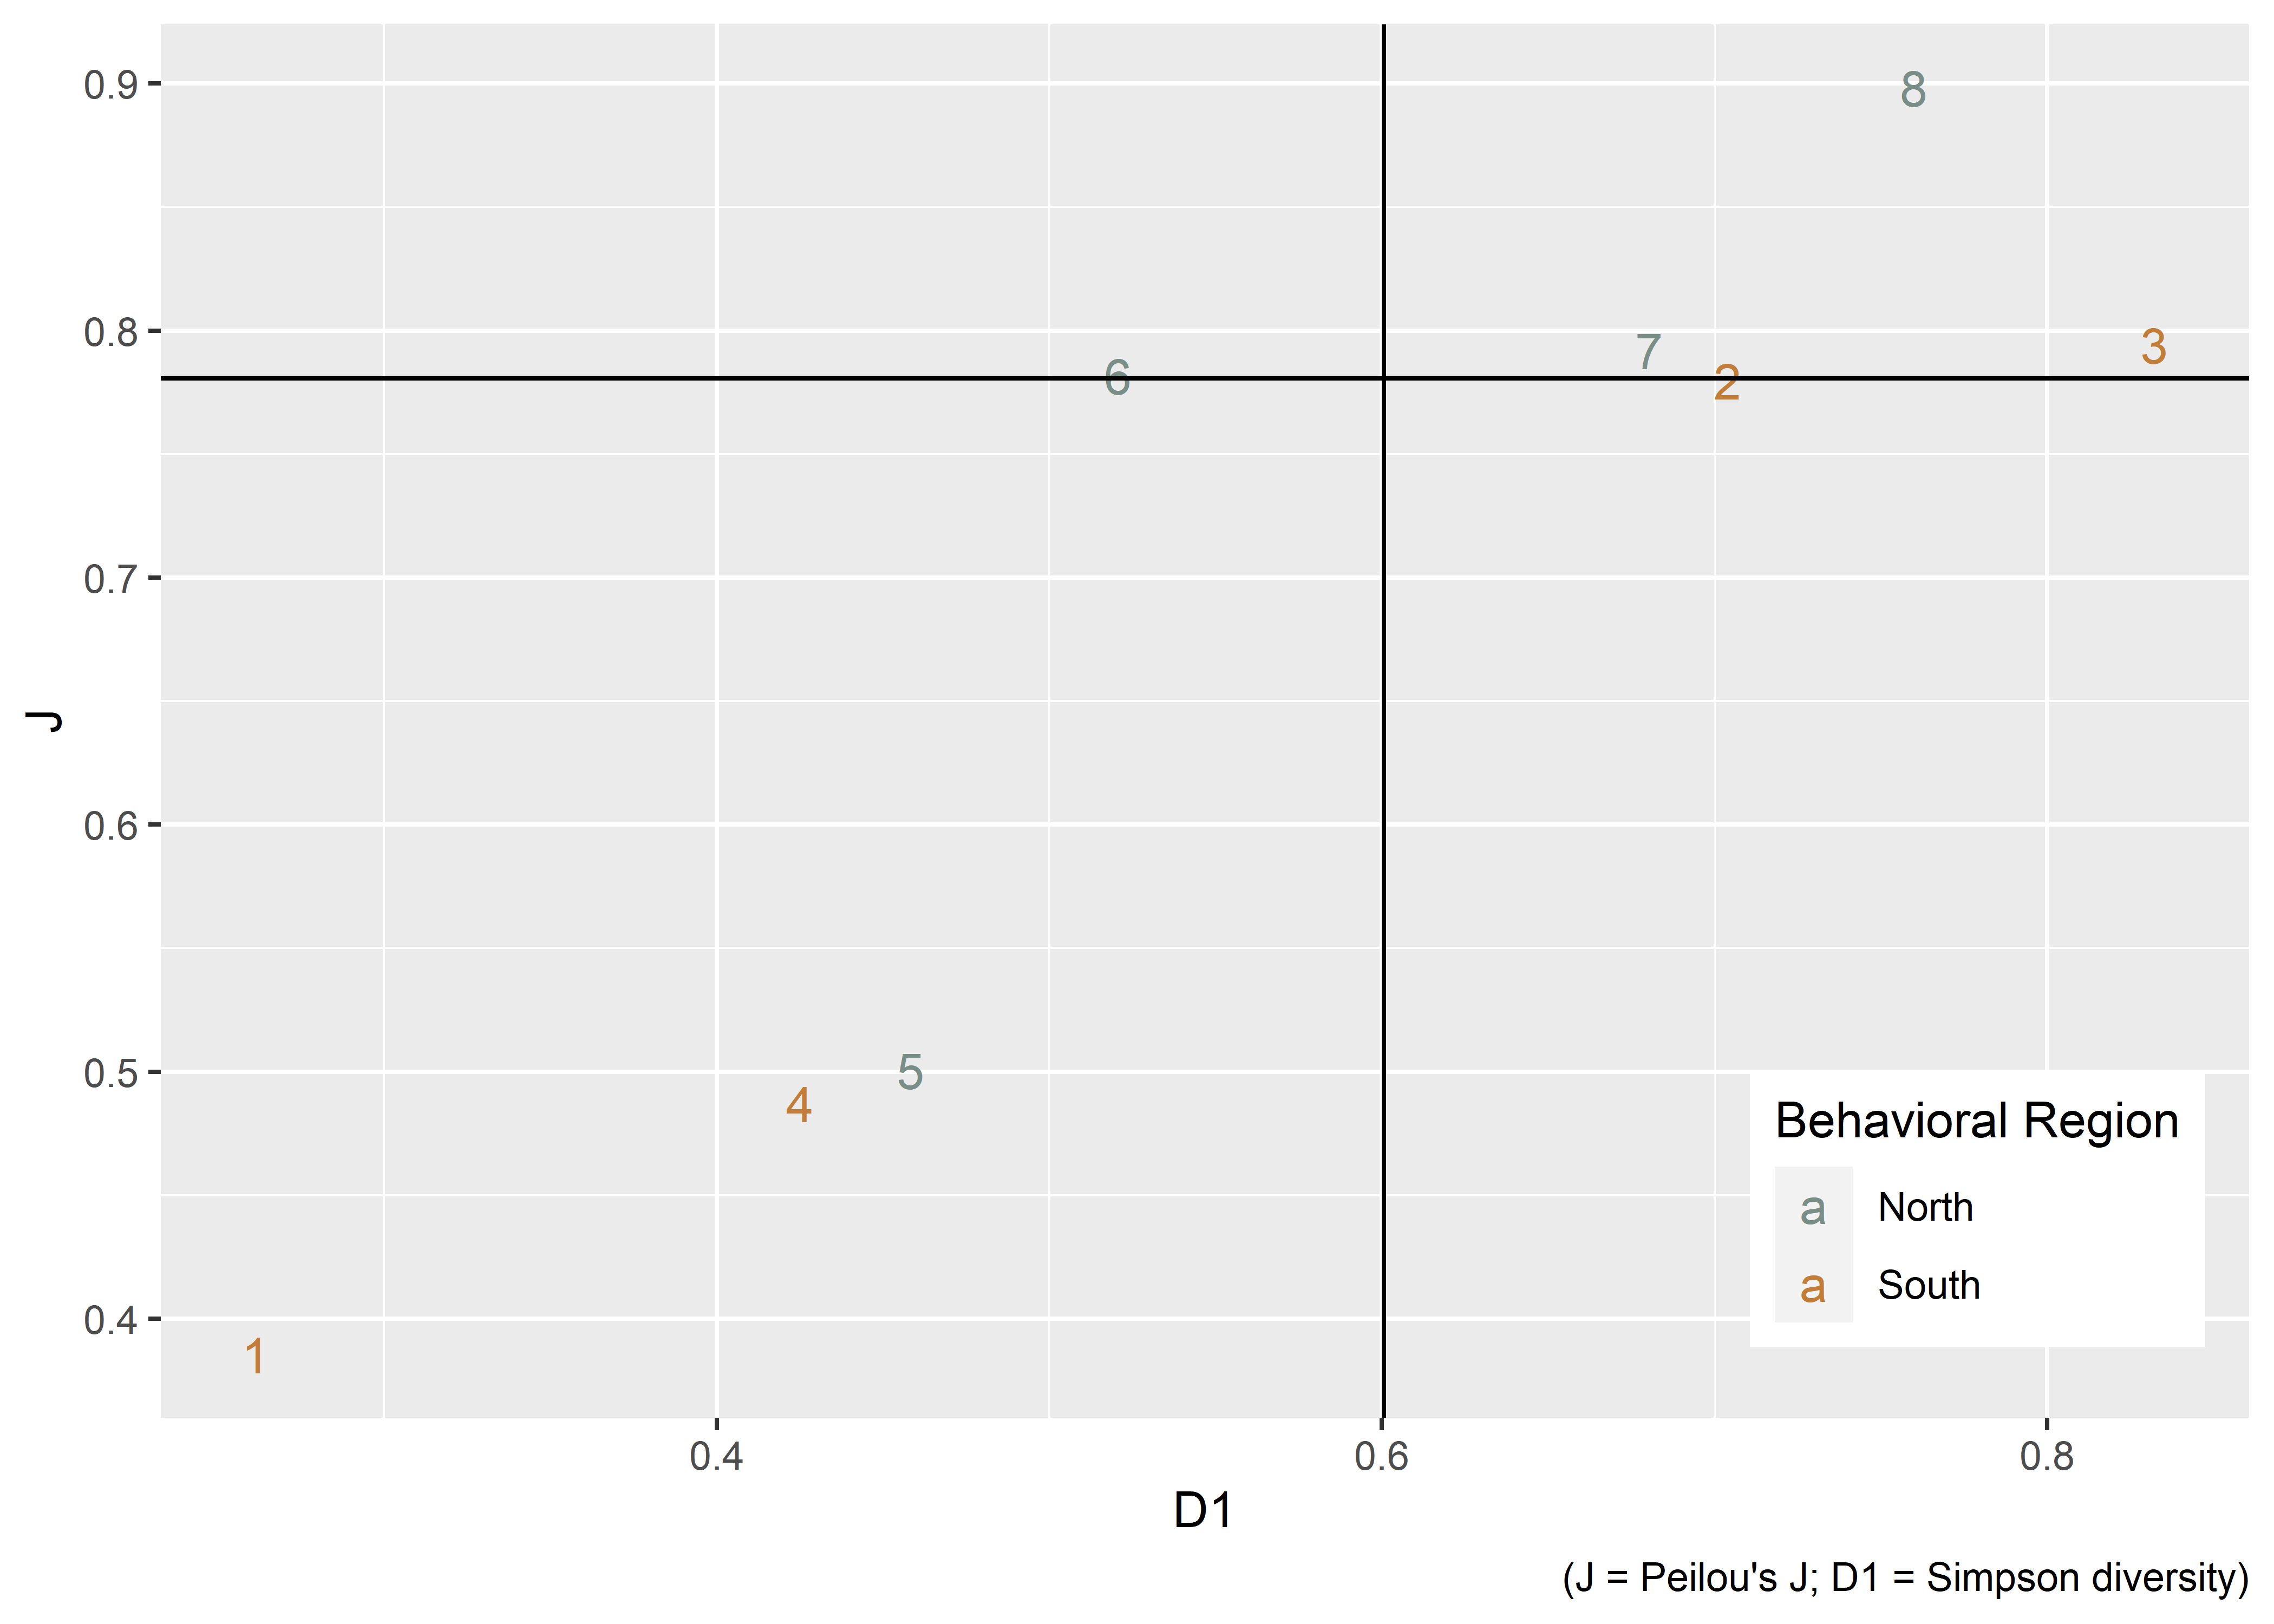 0.9
8
0.8
7
3
6
2
0.7
J
0.6
0.5
5
4
Behavioral Region
a North
a South
0.4
1
0.4
0.6
0.8
D1
(J = Peilou's J; D1 = Simpson diversity)